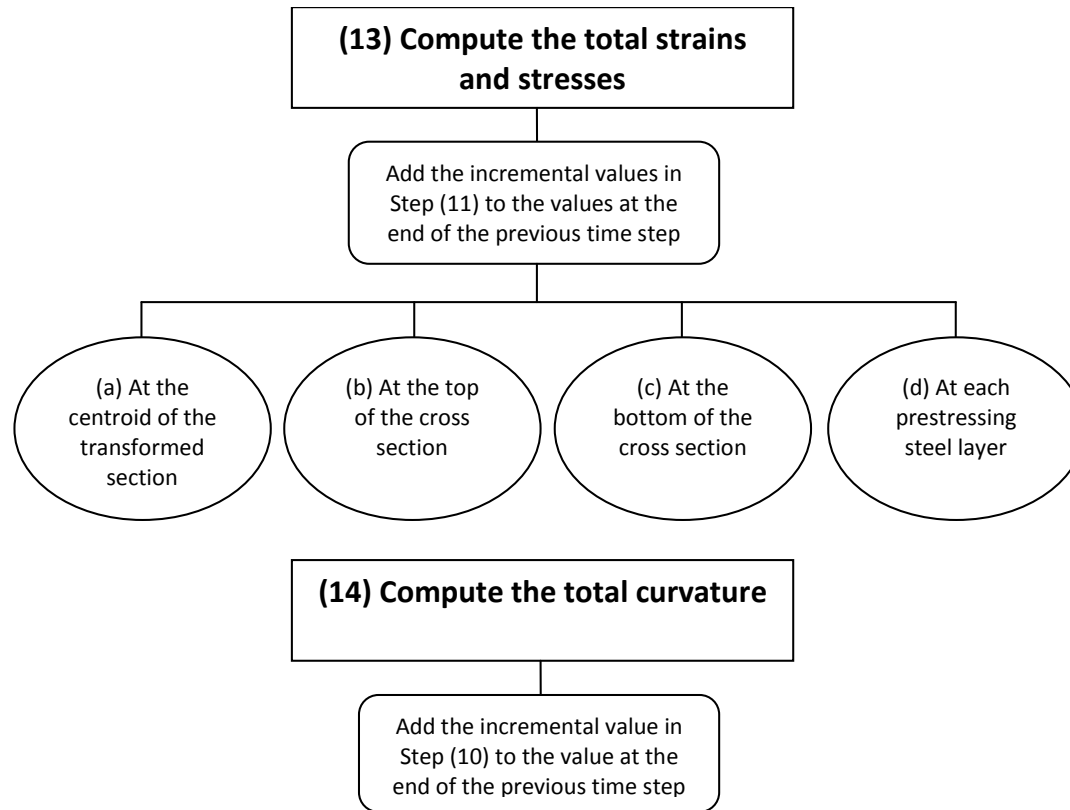 (13) Compute the total strains
and stresses
Add the incremental values in
Step (11) to the values at the
end of the previous time step
(a) At the
centroid of the
transformed
section
(b) At the top
of the cross
section
(c) At the
bottom of the
cross section
(d) At each
prestressing
steel layer
(14) Compute the total curvature
Add the incremental value in
Step (10) to the value at the
end of the previous time step